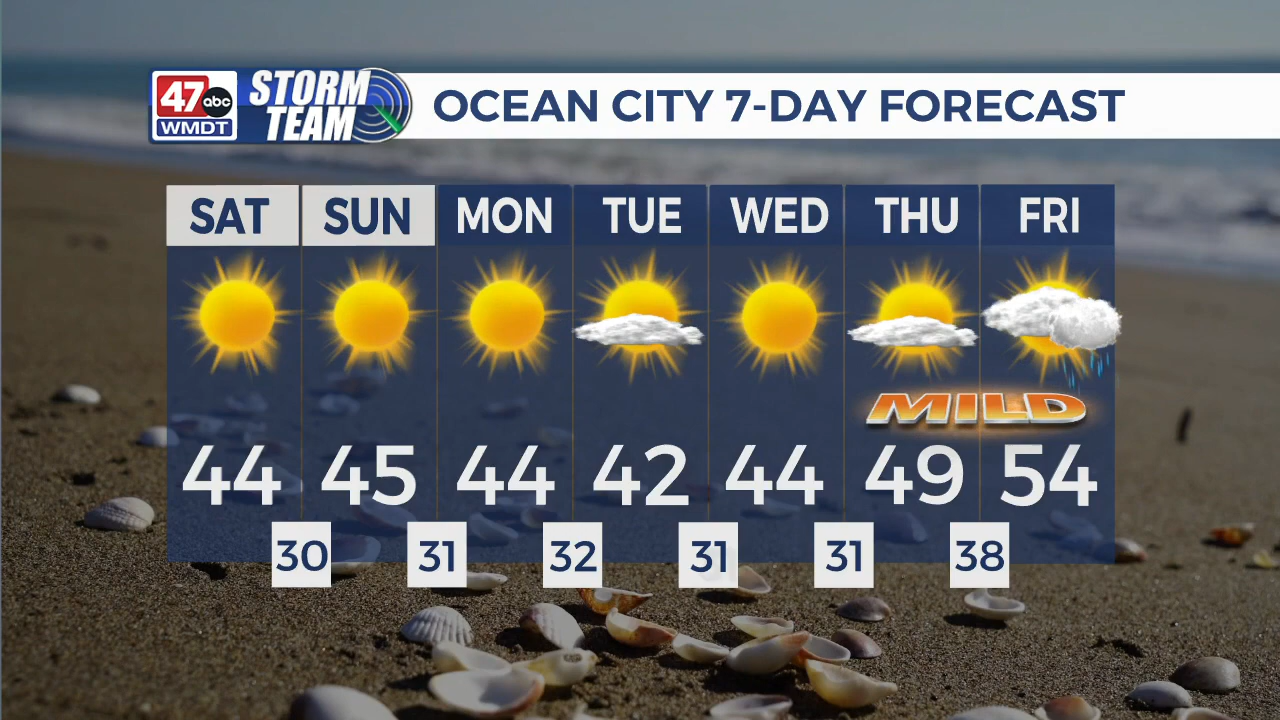 47 abc
WMDT
STORM
TEAM
OCEAN CITY 7-DAY FORECAST
SAT SUN MON TUE WED THU FRI
MILD
44 45 44 42 44 49 54
30 31 32 31 31 38